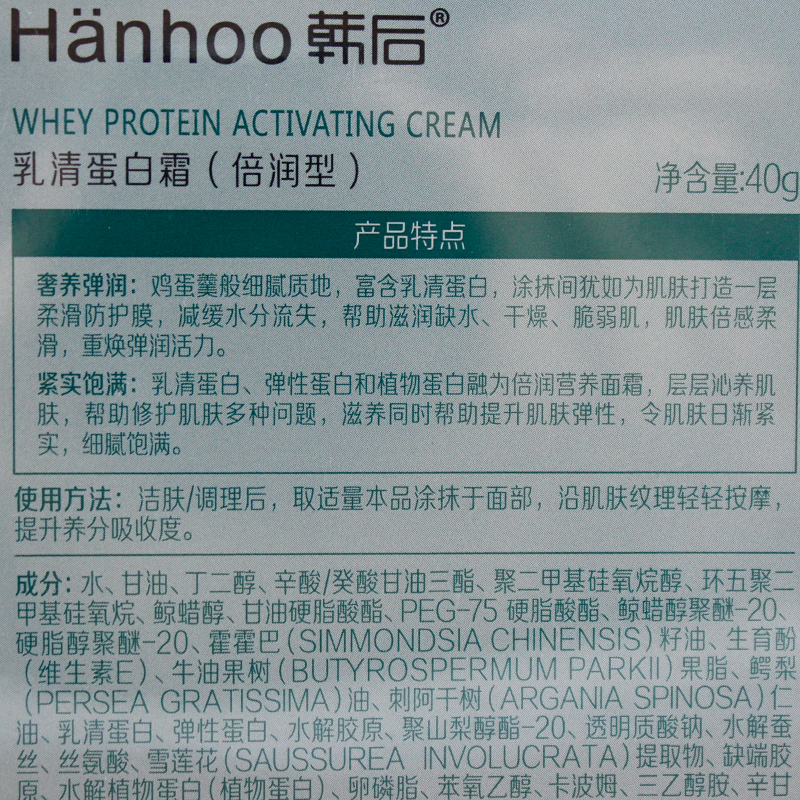 Hänhoo 韩后®
WHEY PROTEIN ACTIVATING CREAM
乳清蛋白霜（倍润型）
净含量:40g
产品特点
奢养弹润：鸡蛋羹般细腻质地，富含乳清蛋白，涂抹间犹如为肌肤打造一层
柔滑防护膜，减缓水分流失，帮助滋润缺水、干燥、脆弱肌，肌肤倍感柔
滑，重焕弹润活力。
紧实饱满：乳清蛋白、弹性蛋白和植物蛋白融为倍润营养面霜，层层沁养肌
肤，帮助修护肌肤多种问题，滋养同时帮助提升肌肤弹性，令肌肤日渐紧
实，细腻饱满。
使用方法：洁肤/调理后，取适量本品涂抹于面部，沿肌肤纹理轻轻按摩，
提升养分吸收度。
成分：水、甘油、丁二醇、辛酸/癸酸甘油三酯、聚二甲基硅氧烷醇、环五聚二
甲基硅氧烷、鲸蜡醇、甘油硬脂酸酯、PEG-75 硬脂酸酯、鲸蜡醇聚醚-20、
硬脂醇聚醚-20、霍霍巴（SIMMONDSIA CHINENSIS）籽油、生育酚
（维生素E）、牛油果树（BUTYROSPERMUM PARKII）果脂、鳄梨
（PERSEA GRATISSIMA）油、刺阿干树（ARGANIA SPINOSA）仁
油、乳清蛋白、弹性蛋白、水解胶原、聚山梨醇酯-20、透明质酸钠、水解蚕
丝、丝氨酸、雪莲花（SAUSSUREA INVOLUCRATA）提取物、缺端胶
原、水解植物蛋白（植物蛋白）、卵磷脂、苯氧乙醇、卡波姆、三乙醇胺、辛甘